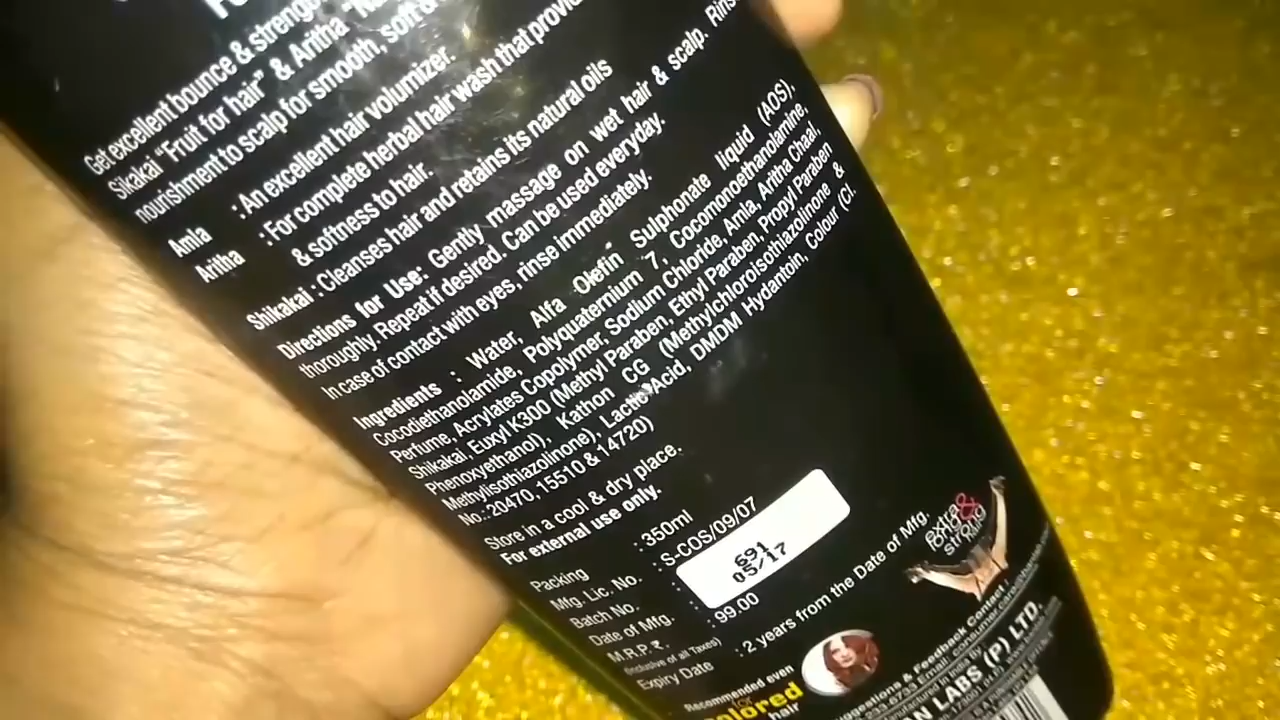 Get excellent bounce &
Sikakai "Fruit for hair" & Aritha
nourishment to scalp for smooth, soft &
Amla : An excellent hair volumizer.
Aritha : For complete herbal hair wash that
& softness to hair.
Shikakai : Cleanses hair and retains its natural oils
Directions for Use: Gently massage on wet hair & scalp.
thoroughly. Repeat if desired. Can be used everyday.
In case of contact with eyes, rinse immediately.
Ingredients : Water, Alfa -Olefin Sulphonate liquid (AOS),
Cocodiethanolamide, Polyquaternium 7, Cocomonoethanolamine,
Perfume, Acrylates Copolymer, Sodium Chloride, Amla, Aritha Chaal,
Shikakai, Euxyl K300 (Methyl Paraben, Ethyl Paraben, Propyl Paraben
Phenoxyethanol), Kathon CG (Methylchloroisothiazolinone &
Methylisothiazolinone), Lactic Acid, DMDM Hydantoin, Colour (CI.
No.:20470, 15510 & 14720)
Store in a cool & dry place.
For external use only.
Packing : 350ml
Mfg. Lic. No. : S-COS/09/07
Batch No. : 691
Date of Mfg. : 05/17
M.R.P.₹. : 99.00
(Inclusive of all Taxes)
Expiry Date : 2 years from the Date of Mfg.
extra &
long
strong
Recommended even
for
colored
hair
Suggestions & Feedback Contact :
Manufactured in India by
LABS (P) LTD.